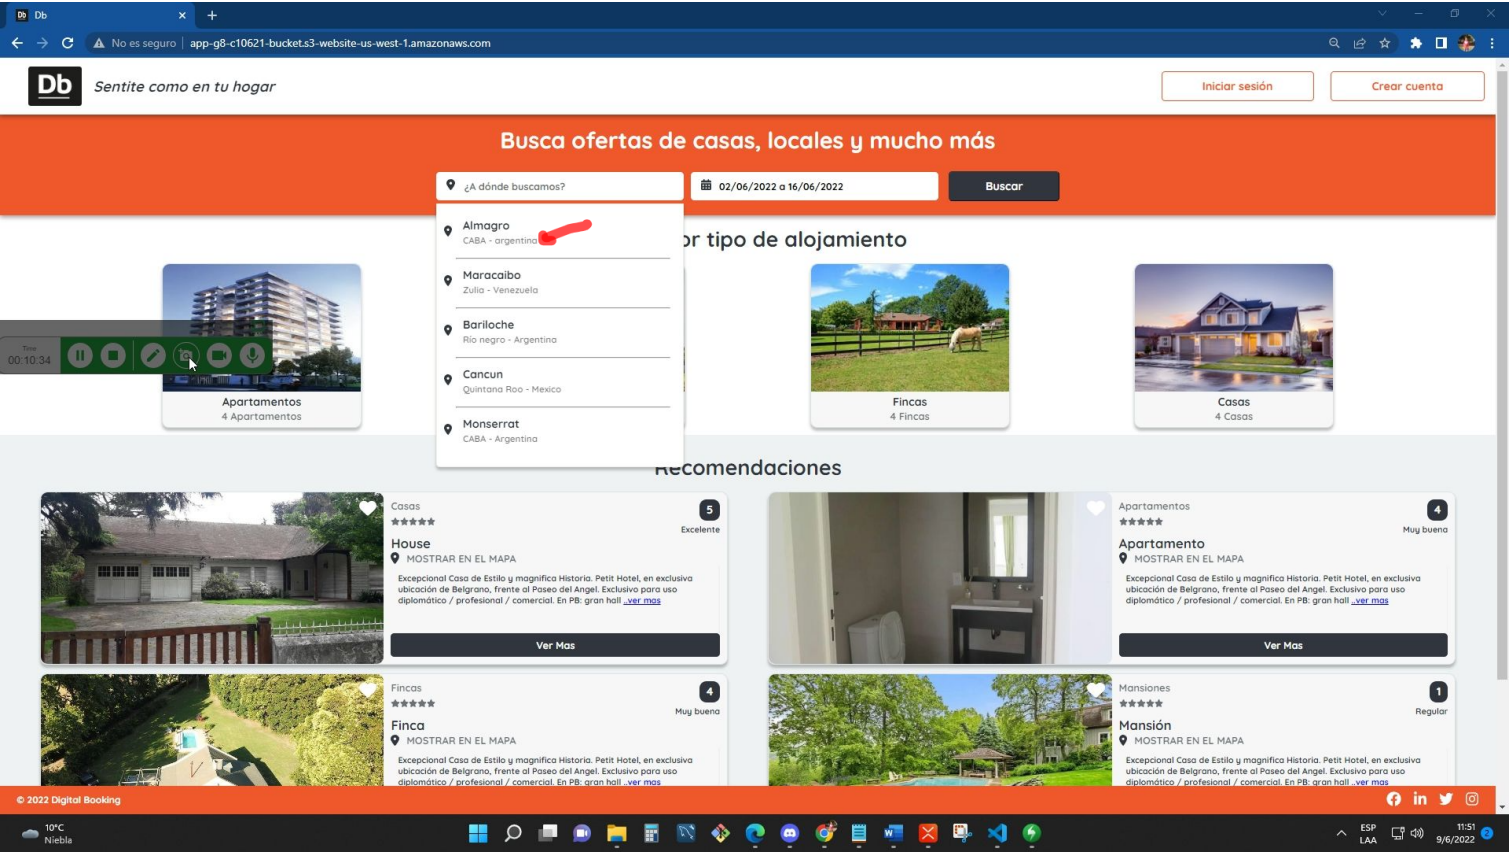 Db
No es seguro
app-g8-c10621-bucket.s3-website-us-west-1.amazonaws.com
Db
Sentite como en tu hogar
Iniciar sesión
Crear cuenta
Busca ofertas de casas, locales y mucho más
¿A dónde buscamos?
02/06/2022 a 16/06/2022
Buscar
Almagro
CABA - argentina
Maracaibo
Zulia - Venezuela
Bariloche
Río negro - Argentina
Cancun
Quintana Roo - Mexico
Monserrat
CABA - Argentina
or tipo de alojamiento
Time
00:10:34
Apartamentos
4 Apartamentos
Fincas
4 Fincas
Casas
4 Casas
Recomendaciones
Casas
5
Excelente
House
MOSTRAR EN EL MAPA
Excepcional Casa de Estilo y magnifica Historia. Petit Hotel, en exclusiva
ubicación de Belgrano, frente al Paseo del Angel. Exclusivo para uso
diplomático / profesional / comercial. En PB: gran hall ..ver mas
Ver Mas
Apartamentos
4
Muy buena
Apartamento
MOSTRAR EN EL MAPA
Excepcional Casa de Estilo y magnifica Historia. Petit Hotel, en exclusiva
ubicación de Belgrano, frente al Paseo del Angel. Exclusivo para uso
diplomático / profesional / comercial. En PB: gran hall ..ver mas
Ver Mas
Fincas
4
Muy buena
Finca
MOSTRAR EN EL MAPA
Excepcional Casa de Estilo y magnifica Historia. Petit Hotel, en exclusiva
ubicación de Belgrano, frente al Paseo del Angel. Exclusivo para uso
diplomático / profesional / comercial. En PB: gran hall ..ver mas
Mansiones
1
Regular
Mansión
MOSTRAR EN EL MAPA
Excepcional Casa de Estilo y magnifica Historia. Petit Hotel, en exclusiva
ubicación de Belgrano, frente al Paseo del Angel. Exclusivo para uso
diplomático / profesional / comercial. En PB: gran hall ..ver mas
© 2022 Digital Booking
10°C
Niebla
ESP
LAA
11:51
9/6/2022
2